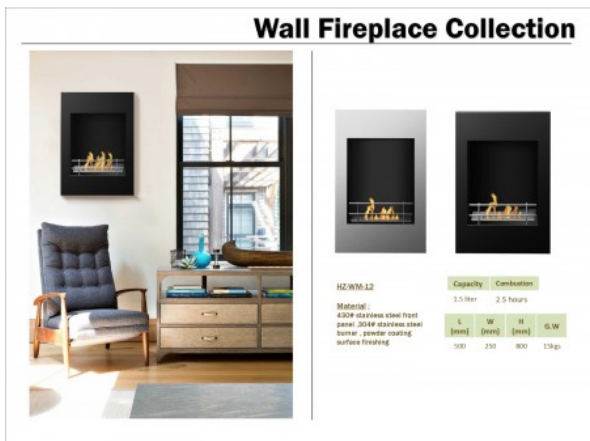 Wall Fireplace Collection
HZ-WM-12
Material :
430# stainless steel front
panel ,304# stainless steel
burner , powder coating
surface finishing
Capacity Combustion
1.5 liter 2.5 hours
L (mm) W (mm) H (mm) G.W
500 250 800 15kgs